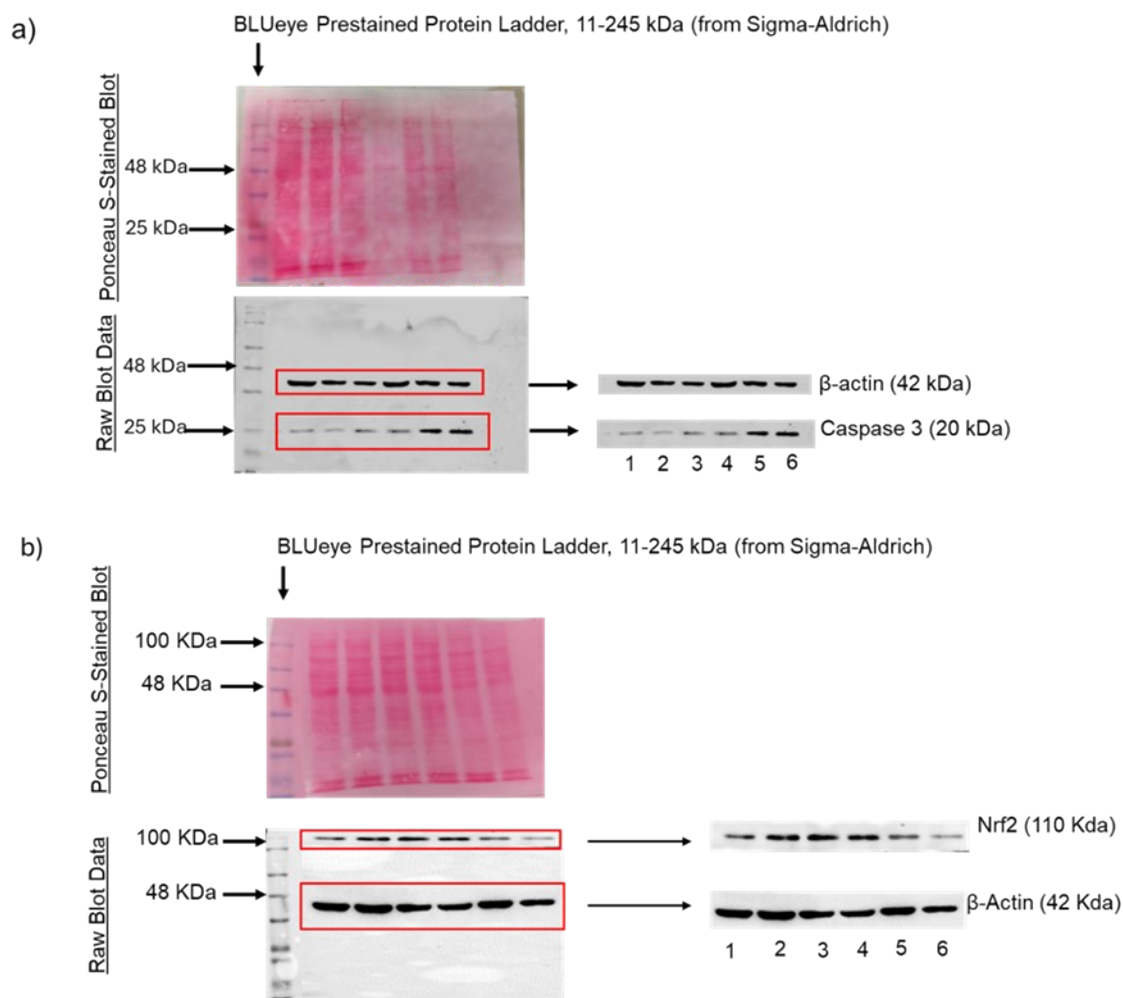 a)
BLUeye Prestained Protein Ladder, 11-245 kDa (from Sigma-Aldrich)
Ponceau S-Stained Blot
48 kDa
25 kDa
Raw Blot Data
48 kDa
25 kDa
β-actin (42 kDa)
Caspase 3 (20 kDa)
1 2 3 4 5 6
b)
BLUeye Prestained Protein Ladder, 11-245 kDa (from Sigma-Aldrich)
Ponceau S-Stained Blot
100 KDa
48 KDa
Raw Blot Data
100 KDa
48 KDa
Nrf2 (110 Kda)
β-Actin (42 Kda)
1 2 3 4 5 6